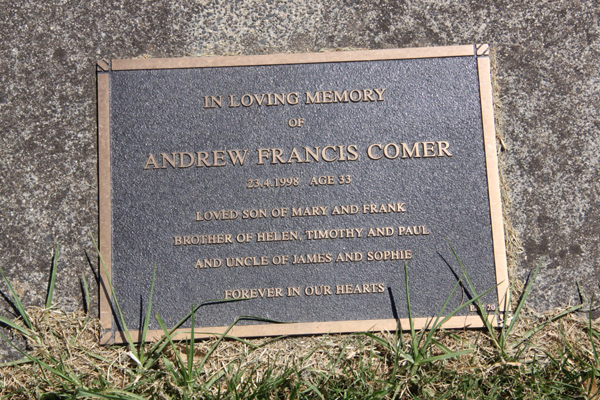 IN LOVING MEMORY
OF
ANDREW FRANCIS COMER
23.4.1998 AGE 33
LOVED SON OF MARY AND FRANK
BROTHER OF HELEN, TIMOTHY AND PAUL
AND UNCLE OF JAMES AND SOPHIE
FOREVER IN OUR HEARTS